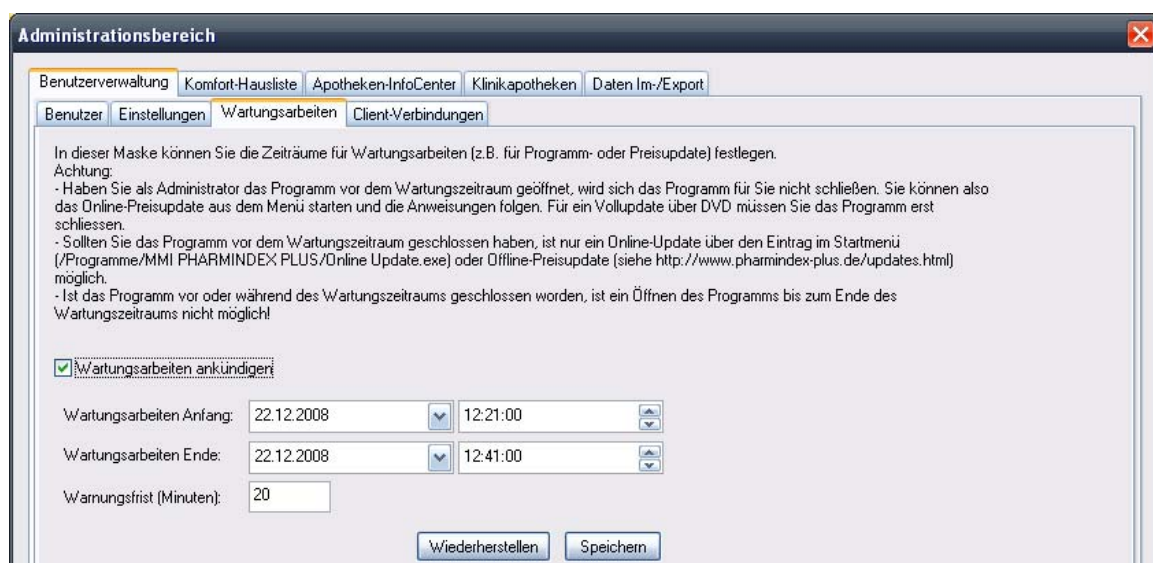 Administrationsbereich
Benutzerverwaltung Komfort-Hausliste Apotheken-InfoCenter Klinikapotheken Daten Im-/Export
Benutzer Einstellungen Wartungsarbeiten Client-Verbindungen
In dieser Maske können Sie die Zeiträume für Wartungsarbeiten (z.B. für Programm- oder Preisupdate) festlegen.
Achtung:
- Haben Sie als Administrator das Programm vor dem Wartungszeitraum geöffnet, wird sich das Programm für Sie nicht schließen. Sie können also
das Online-Preisupdate aus dem Menü starten und die Anweisungen folgen. Für ein Vollupdate über DVD müssen Sie das Programm erst
schliessen.
- Sollten Sie das Programm vor dem Wartungszeitraum geschlossen haben, ist nur ein Online-Update über den Eintrag im Startmenü
(/Programme/MMI PHARMINDEX PLUS/Online Update.exe) oder Offline-Preisupdate (siehe http://www.pharmindex-plus.de/updates.html)
möglich.
- Ist das Programm vor oder während des Wartungszeitraums geschlossen worden, ist ein Öffnen des Programms bis zum Ende des
Wartungszeitraums nicht möglich!
Wartungsarbeiten ankündigen
Wartungsarbeiten Anfang: 22.12.2008 12:21:00
Wartungsarbeiten Ende: 22.12.2008 12:41:00
Warnungsfrist (Minuten): 20
Wiederherstellen Speichern